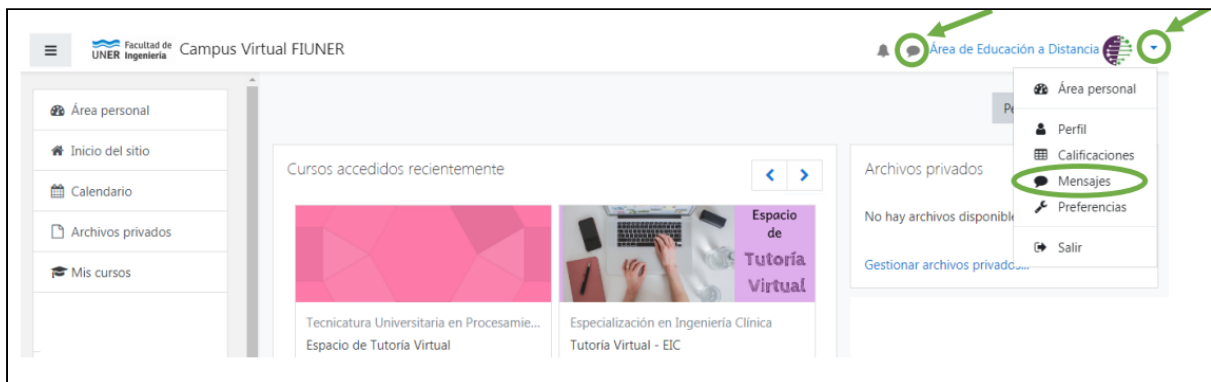 Facultad de
UNER Ingeniería
Campus Virtual FIUNER
Área de Educación a Distancia
Área personal
Inicio del sitio
Calendario
Archivos privados
Mis cursos
Cursos accedidos recientemente
Espacio
de
Tutoría
Virtual
Tecnicatura Universitaria en Procesamie...
Espacio de Tutoría Virtual
Especialización en Ingeniería Clínica
Tutoría Virtual - EIC
Archivos privados
No hay archivos disponible
Gestionar archivos privados...
Área personal
Perfil
Calificaciones
Mensajes
Preferencias
Salir